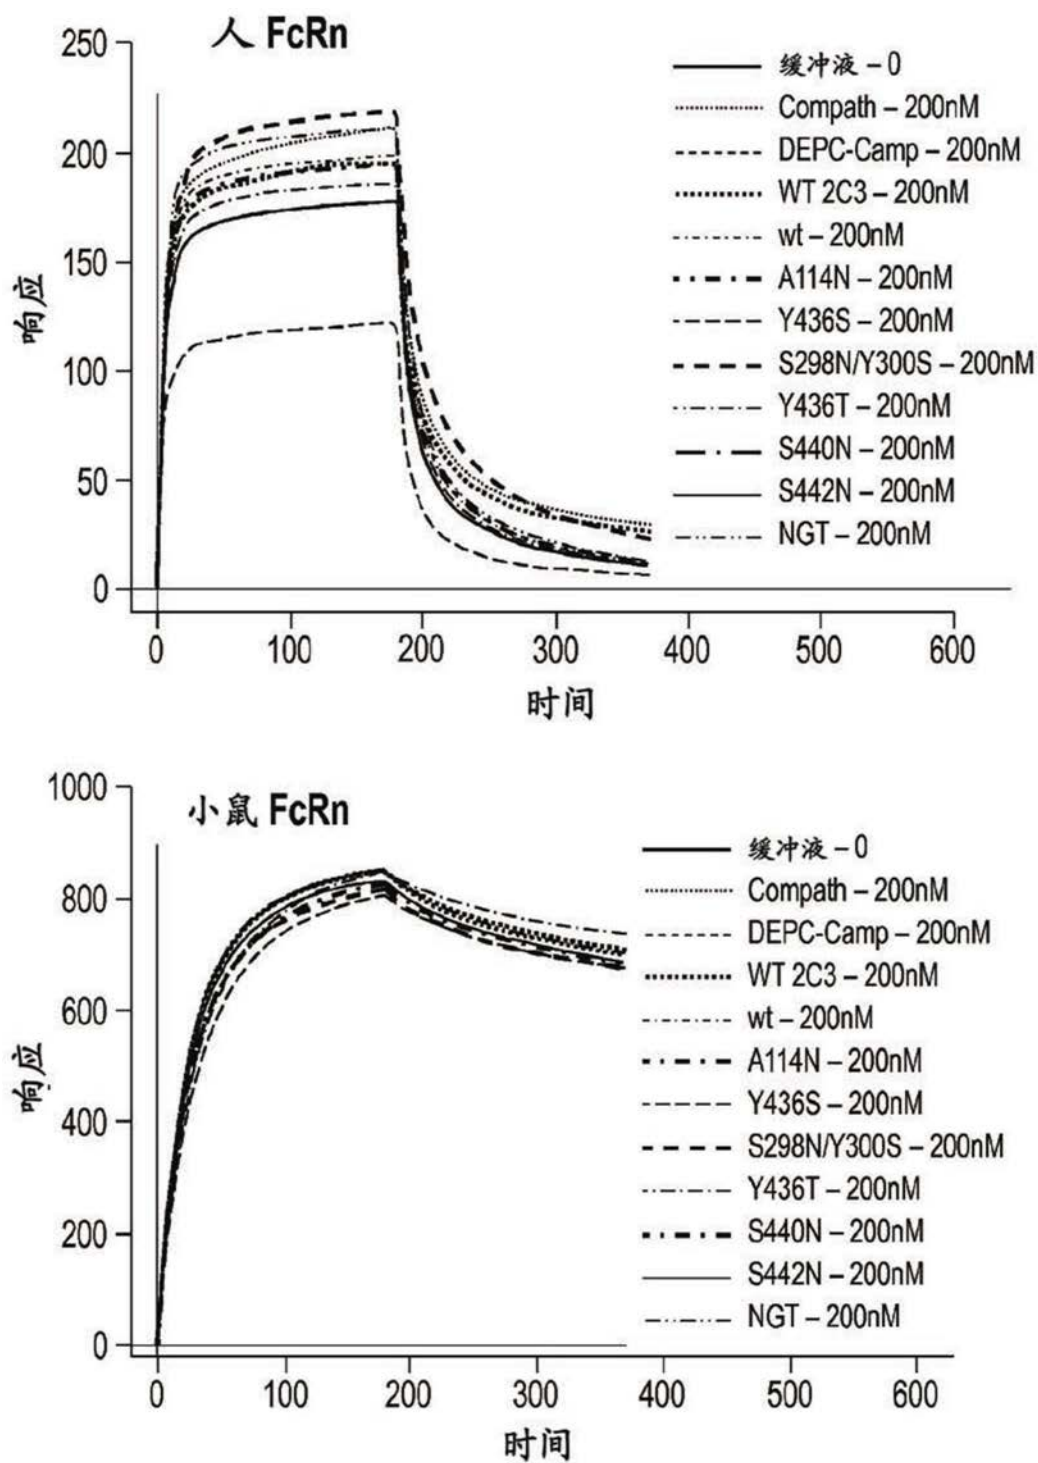 人 FcRn
250
200
150
100
50
0
响应
0 100 200 300 400 500 600
时间
缓冲液 – 0
Compath – 200nM
DEPC-Camp – 200nM
WT 2C3 – 200nM
wt – 200nM
A114N – 200nM
Y436S – 200nM
S298N/Y300S – 200nM
Y436T – 200nM
S440N – 200nM
S442N – 200nM
NGT – 200nM
小鼠 FcRn
1000
800
600
400
200
0
响应
0 100 200 300 400 500 600
时间
缓冲液 – 0
Compath – 200nM
DEPC-Camp – 200nM
WT 2C3 – 200nM
wt – 200nM
A114N – 200nM
Y436S – 200nM
S298N/Y300S – 200nM
Y436T – 200nM
S440N – 200nM
S442N – 200nM
NGT – 200nM